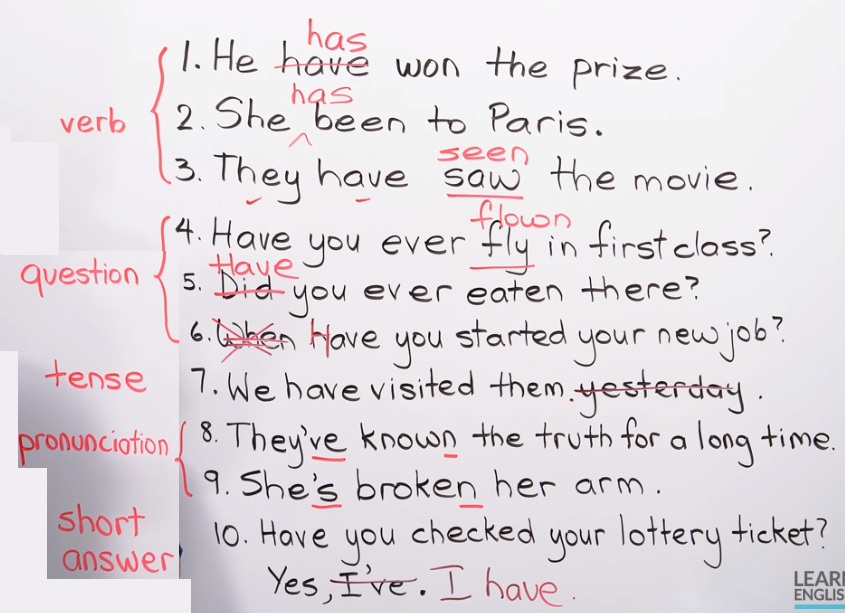 has
1. He have won the prize.
has
verb
2. She ^ been to Paris.
seen
3. They have saw the movie.
flown
4. Have you ever fly in first class?
question
Have
5. Did you ever eaten there?
6. When Have you started your new job?
tense
7. We have visited them. yesterday.
pronunciation
8. They've known the truth for a long time.
9. She's broken her arm.
short
answer
10. Have you checked your lottery ticket?
Yes, I've. I have.
ENGLIS